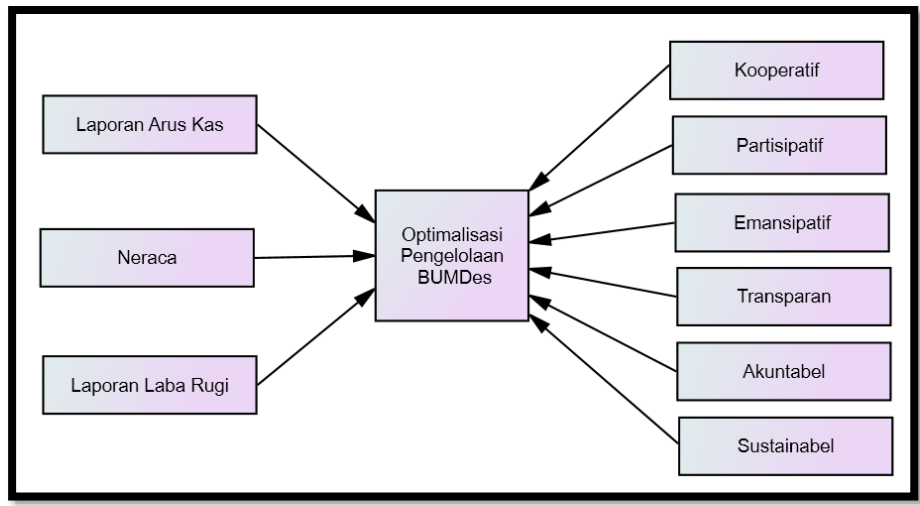 Laporan Arus Kas
Neraca
Laporan Laba Rugi
Optimalisasi
Pengelolaan
BUMDes
Kooperatif
Partisipatif
Emansipatif
Transparan
Akuntabel
Sustainabel